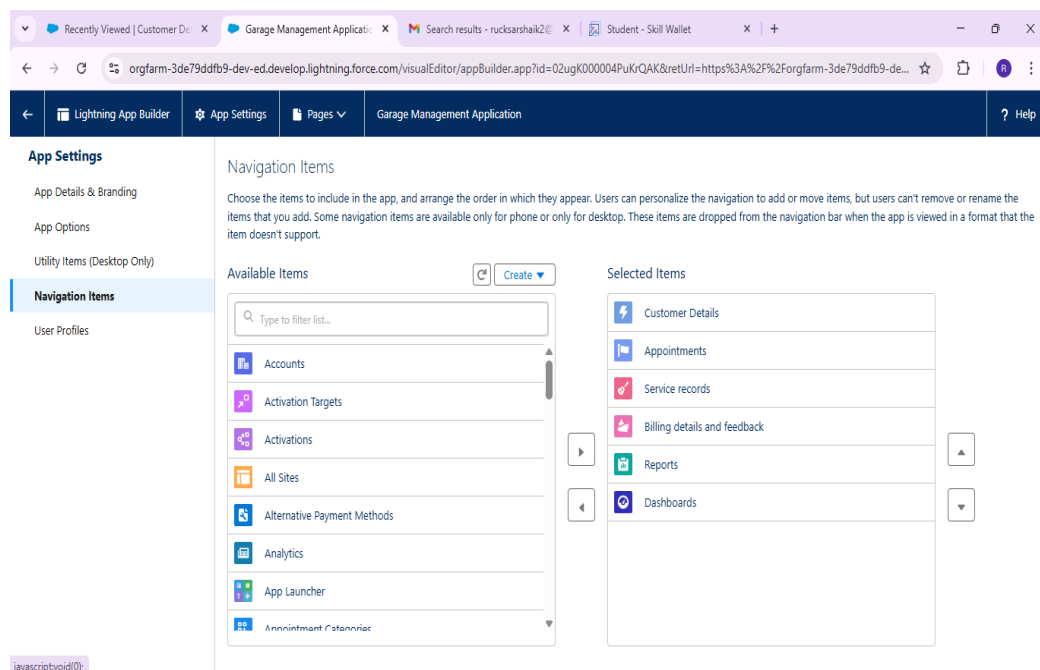 Recently Viewed | Customer De
Garage Management Applicatio
Search results - rucksarshaik2@
Student - Skill Wallet
orgfarm-3de79ddfb9-dev-ed.develop.lightning.force.com/visualEditor/appBuilder.app?id=02ugK000004PuKrQAK&retUrl=https%3A%2F%2Forgfarm-3de79ddfb9-de...
R
Lightning App Builder
App Settings
Pages
Garage Management Application
? Help
App Settings
App Details & Branding
App Options
Utility Items (Desktop Only)
Navigation Items
User Profiles
Navigation Items
Choose the items to include in the app, and arrange the order in which they appear. Users can personalize the navigation to add or move items, but users can't remove or rename the
items that you add. Some navigation items are available only for phone or only for desktop. These items are dropped from the navigation bar when the app is viewed in a format that the
item doesn't support.
Available Items
Create
Type to filter list...
Accounts
Activation Targets
Activations
All Sites
Alternative Payment Methods
Analytics
App Launcher
Appointment Categories
Selected Items
Customer Details
Appointments
Service records
Billing details and feedback
Reports
Dashboards
javascript:void(0);